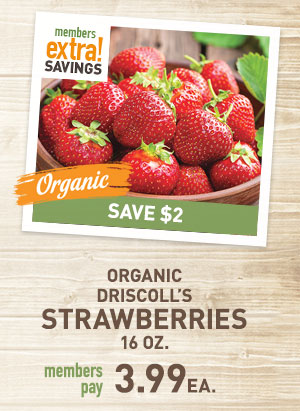 members
extra!
SAVINGS
Organic
SAVE $2
ORGANIC
DRISCOLL'S
STRAWBERRIES
16 OZ.
members
pay 3.99EA.